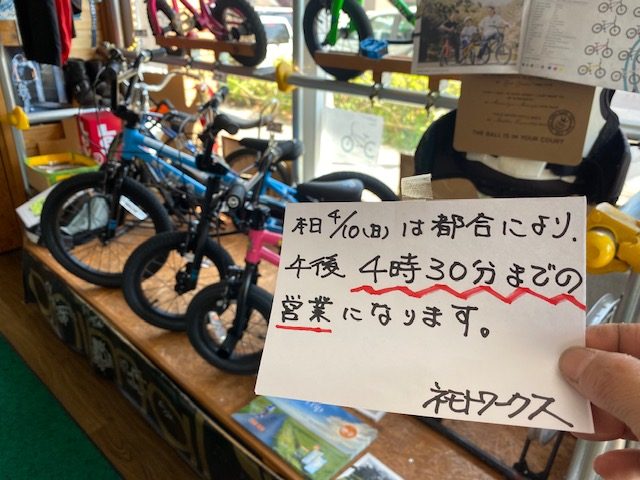 本日4/10(日)は都合により、
午後 4時30分までの
営業になります。
ネモトワークス
THE BALL IS IN YOUR COURT